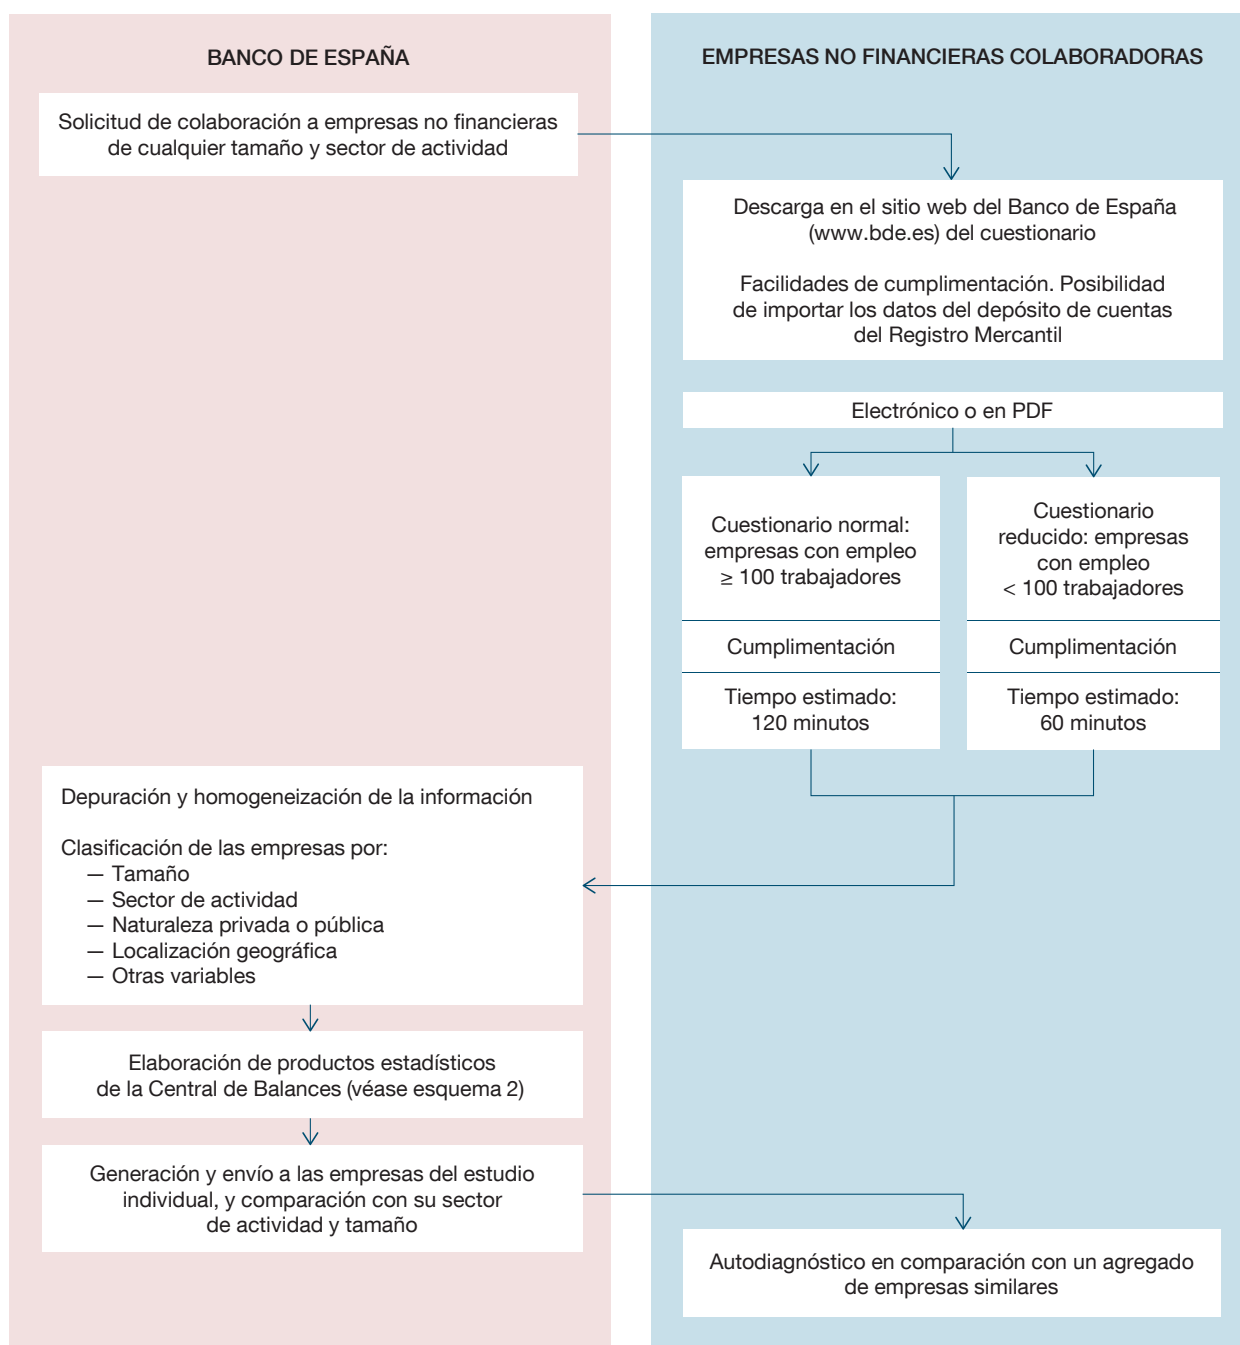 BANCO DE ESPAÑA
Solicitud de colaboración a empresas no financieras
de cualquier tamaño y sector de actividad
EMPRESAS NO FINANCIERAS COLABORADORAS
Descarga en el sitio web del Banco de España
(www.bde.es) del cuestionario
Facilidades de cumplimentación. Posibilidad
de importar los datos del depósito de cuentas
del Registro Mercantil
Electrónico o en PDF
Cuestionario normal:
empresas con empleo
≥ 100 trabajadores
Cumplimentación
Tiempo estimado:
120 minutos
Cuestionario
reducido: empresas
con empleo
< 100 trabajadores
Cumplimentación
Tiempo estimado:
60 minutos
Depuración y homogeneización de la información
Clasificación de las empresas por:
— Tamaño
— Sector de actividad
— Naturaleza privada o pública
— Localización geográfica
— Otras variables
Elaboración de productos estadísticos
de la Central de Balances (véase esquema 2)
Generación y envío a las empresas del estudio
individual, y comparación con su sector
de actividad y tamaño
Autodiagnóstico en comparación con un agregado
de empresas similares